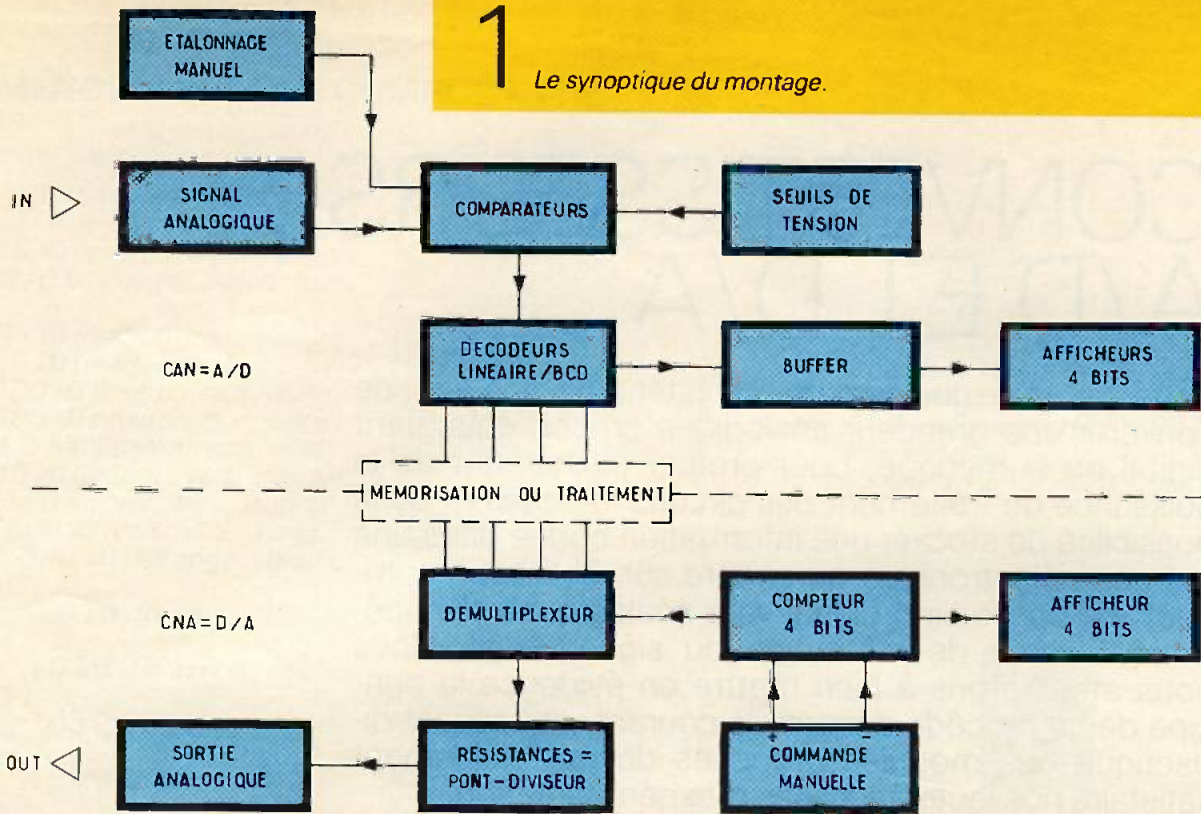 1
Le synoptique du montage.
ETALONNAGE
MANUEL
IN
SIGNAL
ANALOGIQUE
COMPARATEURS
SEUILS DE
TENSION
CAN=A/D
DECODEURS
LINEAIRE/BCD
BUFFER
AFFICHEURS
4 BITS
MEMORISATION OU TRAITEMENT
CNA=D/A
DEMULTIPLEXEUR
COMPTEUR
4 BITS
AFFICHEUR
4 BITS
+ −
OUT
SORTIE
ANALOGIQUE
RESISTANCES =
PONT-DIVISEUR
COMMANDE
MANUELLE